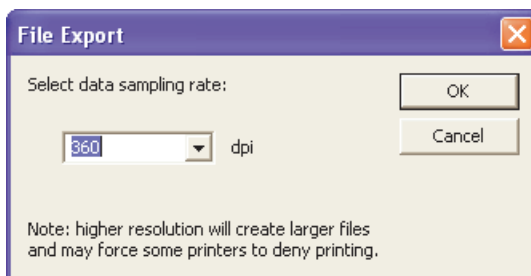 File Export
Select data sampling rate:
OK
360 dpi
Cancel
Note: higher resolution will create larger files
and may force some printers to deny printing.